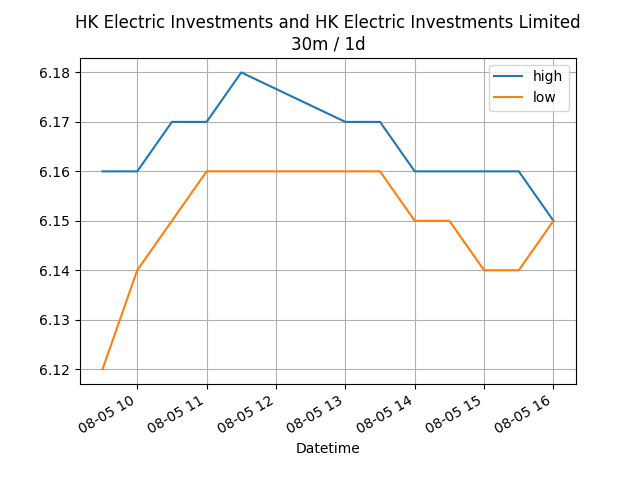 HK Electric Investments and HK Electric Investments Limited
30m / 1d
high
low
6.18
6.17
6.16
6.15
6.14
6.13
6.12
08-05 10
08-05 11
08-05 12
08-05 13
08-05 14
08-05 15
08-05 16
Datetime